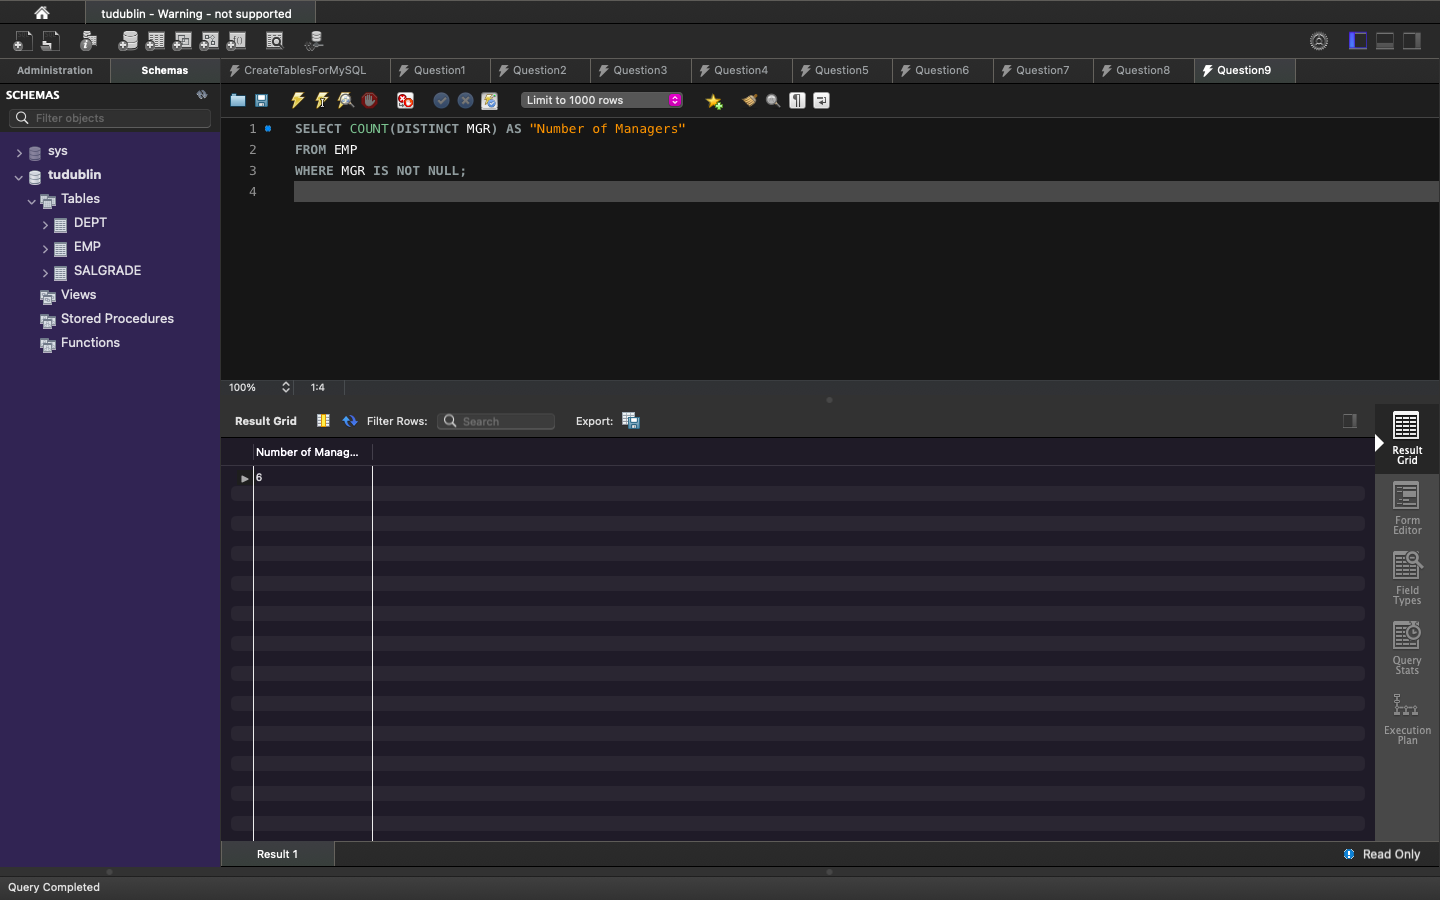 tudublin - Warning - not supported
Administration
Schemas
CreateTablesForMySQL
Question1
Question2
Question3
Question4
Question5
Question6
Question7
Question8
Question9
SCHEMAS
Filter objects
Limit to 1000 rows
sys
tudublin
Tables
DEPT
EMP
SALGRADE
Views
Stored Procedures
Functions
1 SELECT COUNT(DISTINCT MGR) AS "Number of Managers"
2 FROM EMP
3 WHERE MGR IS NOT NULL;
4
100%
1:4
Result Grid
Filter Rows:
Search
Export:
Number of Manag...
6
Result
Grid
Form
Editor
Field
Types
Query
Stats
Execution
Plan
Result 1
Read Only
Query Completed